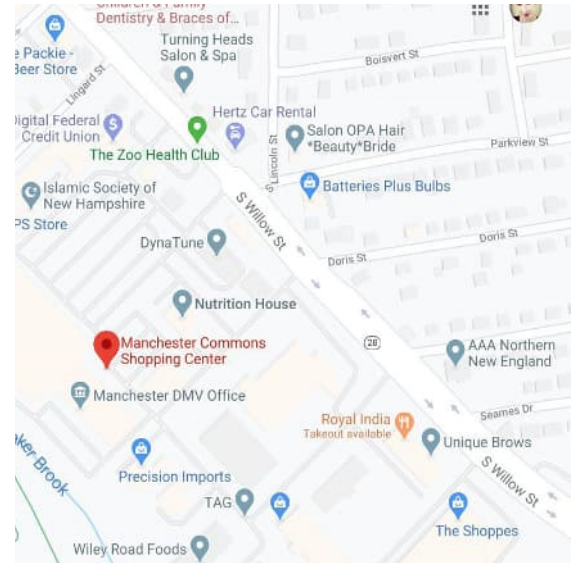 Children & Family
Dentistry & Braces of...
e Packie -
Beer Store
Turning Heads
Salon & Spa
Boisvert St
Lingard St
Digital Federal
Credit Union
Hertz Car Rental
The Zoo Health Club
S Lincoln St
Salon OPA Hair
*Beauty*Bride
Parkview St
Islamic Society of
New Hampshire
PS Store
Batteries Plus Bulbs
S Willow St
DynaTune
Doris St
Doris St
Nutrition House
28
Manchester Commons
Shopping Center
AAA Northern
New England
Manchester DMV Office
Seames Dr
Royal India
Takeout available
Unique Brows
aker Brook
Precision Imports
S Willow St
TAG
The Shoppes
Wiley Road Foods